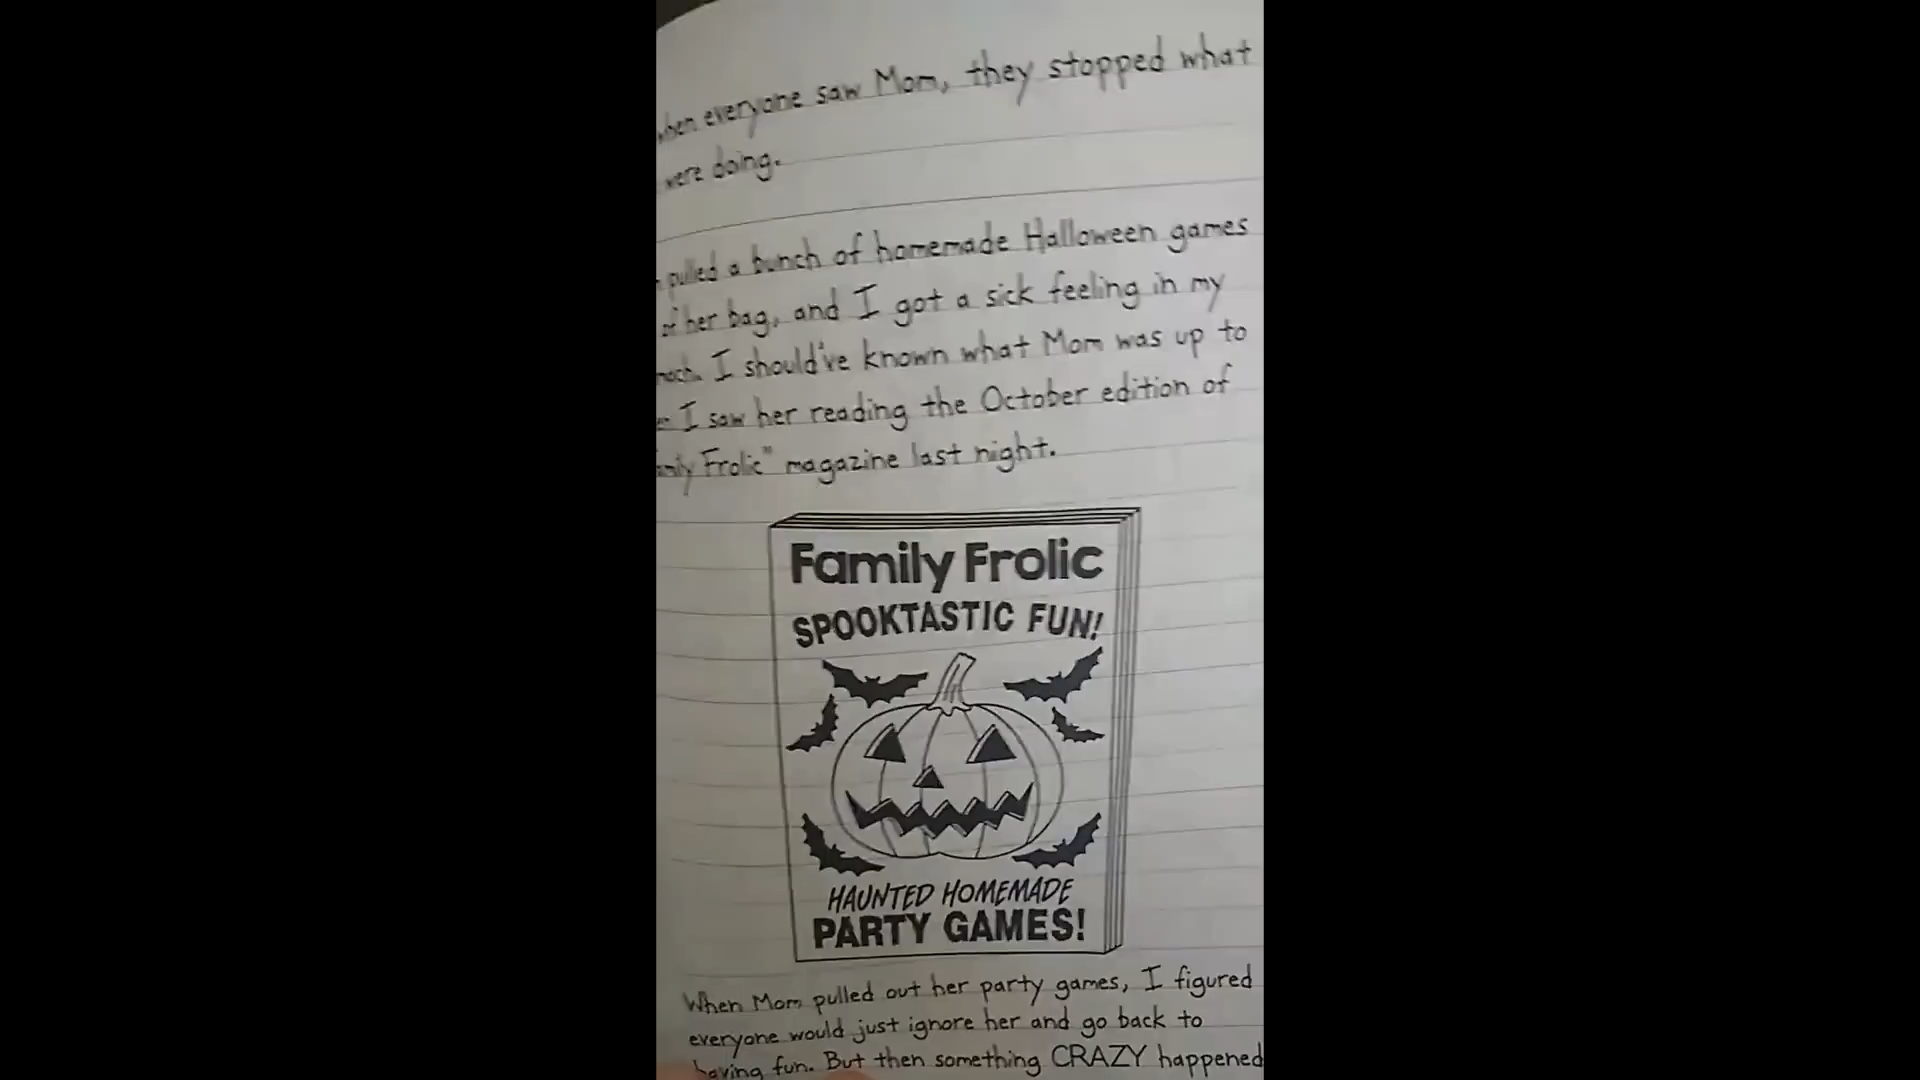 when everyone saw Mom, they stopped what
were doing.
pulled a bunch of homemade Halloween games
of her bag, and I got a sick feeling in my
I should've known what Mom was up to
I saw her reading the October edition of
Frolic" magazine last night.
Family Frolic
SPOOKTASTIC FUN!
HAUNTED HOMEMADE
PARTY GAMES!
When Mom pulled out her party games, I figured
everyone would just ignore her and go back to
having fun. But then something CRAZY happened